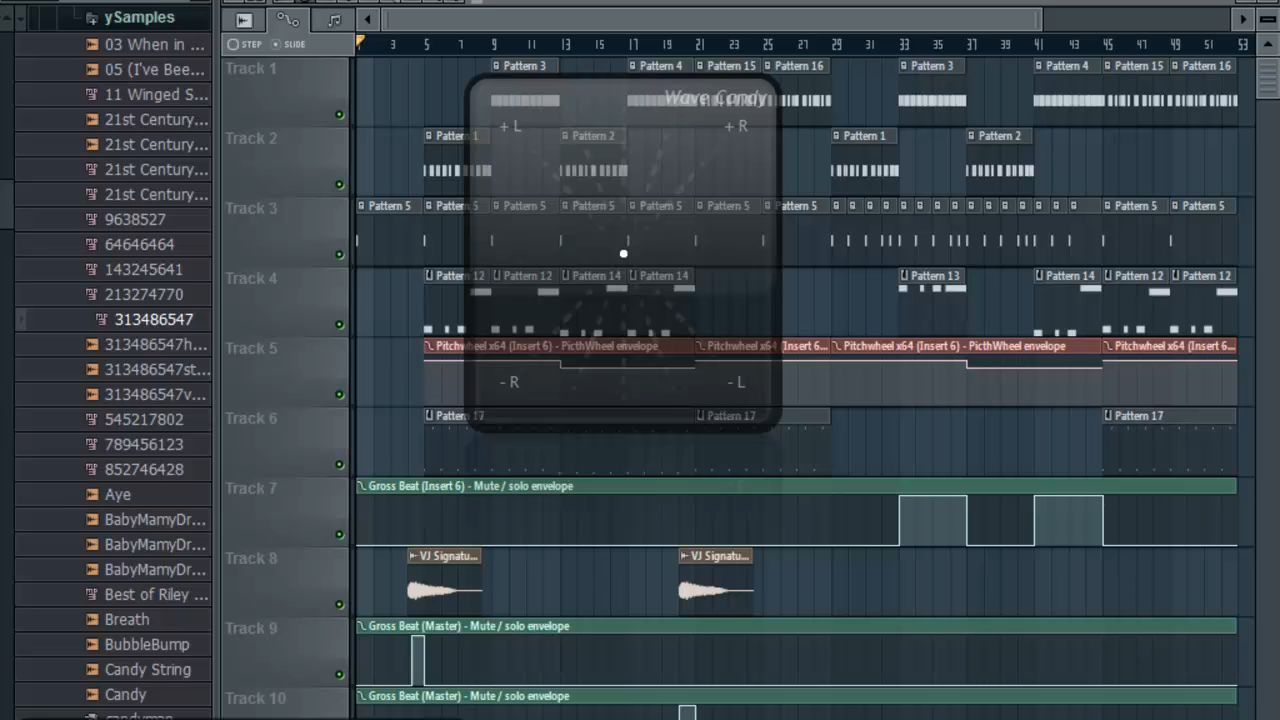 ySamples
03 When in ...
05 (I've Bee...
11 Winged S...
21st Century...
21st Century...
21st Century...
21st Century...
9638527
64646464
143245641
213274770
313486547
313486547h...
313486547st...
313486547v...
545217802
789456123
852746428
Aye
BabyMamyDr...
BabyMamyDr...
BabyMamyDr...
Best of Riley ...
Breath
BubbleBump
Candy String
Candy
candyman
STEP SLIDE
3 5 7 9 11 13 15 17 19 21 23 25 27 29 31 33 35 37 39 41 43 45 47 49 51 53
Track 1
Pattern 3 Pattern 4 Pattern 15 Pattern 16 Pattern 3 Pattern 4 Pattern 15 Pattern 16
Wave Candy
+ L + R
Track 2
Pattern 1 Pattern 2 Pattern 1 Pattern 2
Track 3
Pattern 5 Pattern 5 Pattern 5 Pattern 5 Pattern 5 Pattern 5 Pattern 5 Pattern 5 Pattern 5
Track 4
Pattern 12 Pattern 12 Pattern 14 Pattern 14 Pattern 13 Pattern 14 Pattern 12 Pattern 12
Track 5
Pitchwheel x64 (Insert 6) - PicthWheel envelope Pitchwheel x64 (Insert 6... Pitchwheel x64 (Insert 6) - PicthWheel envelope Pitchwheel x64 (Insert 6...
- R - L
Track 6
Pattern 17 Pattern 17 Pattern 17
Track 7
Gross Beat (Insert 6) - Mute / solo envelope
Track 8
VJ Signatu... VJ Signatu...
Track 9
Gross Beat (Master) - Mute / solo envelope
Track 10
Gross Beat (Master) - Mute / solo envelope